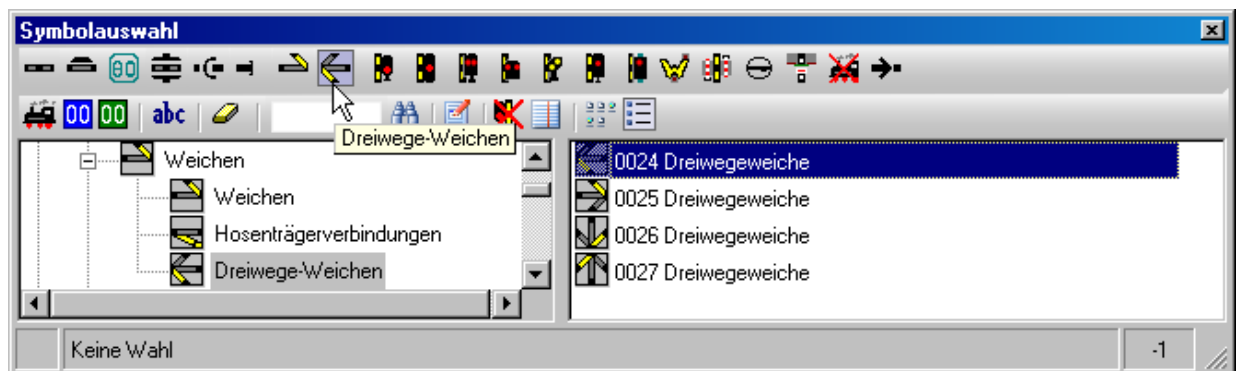 Symbolauswahl
80
00 00 abc
Dreiwege-Weichen
Weichen
Weichen
Hosenträgerverbindungen
Dreiwege-Weichen
0024 Dreiwegeweiche
0025 Dreiwegeweiche
0026 Dreiwegeweiche
0027 Dreiwegeweiche
Keine Wahl
-1